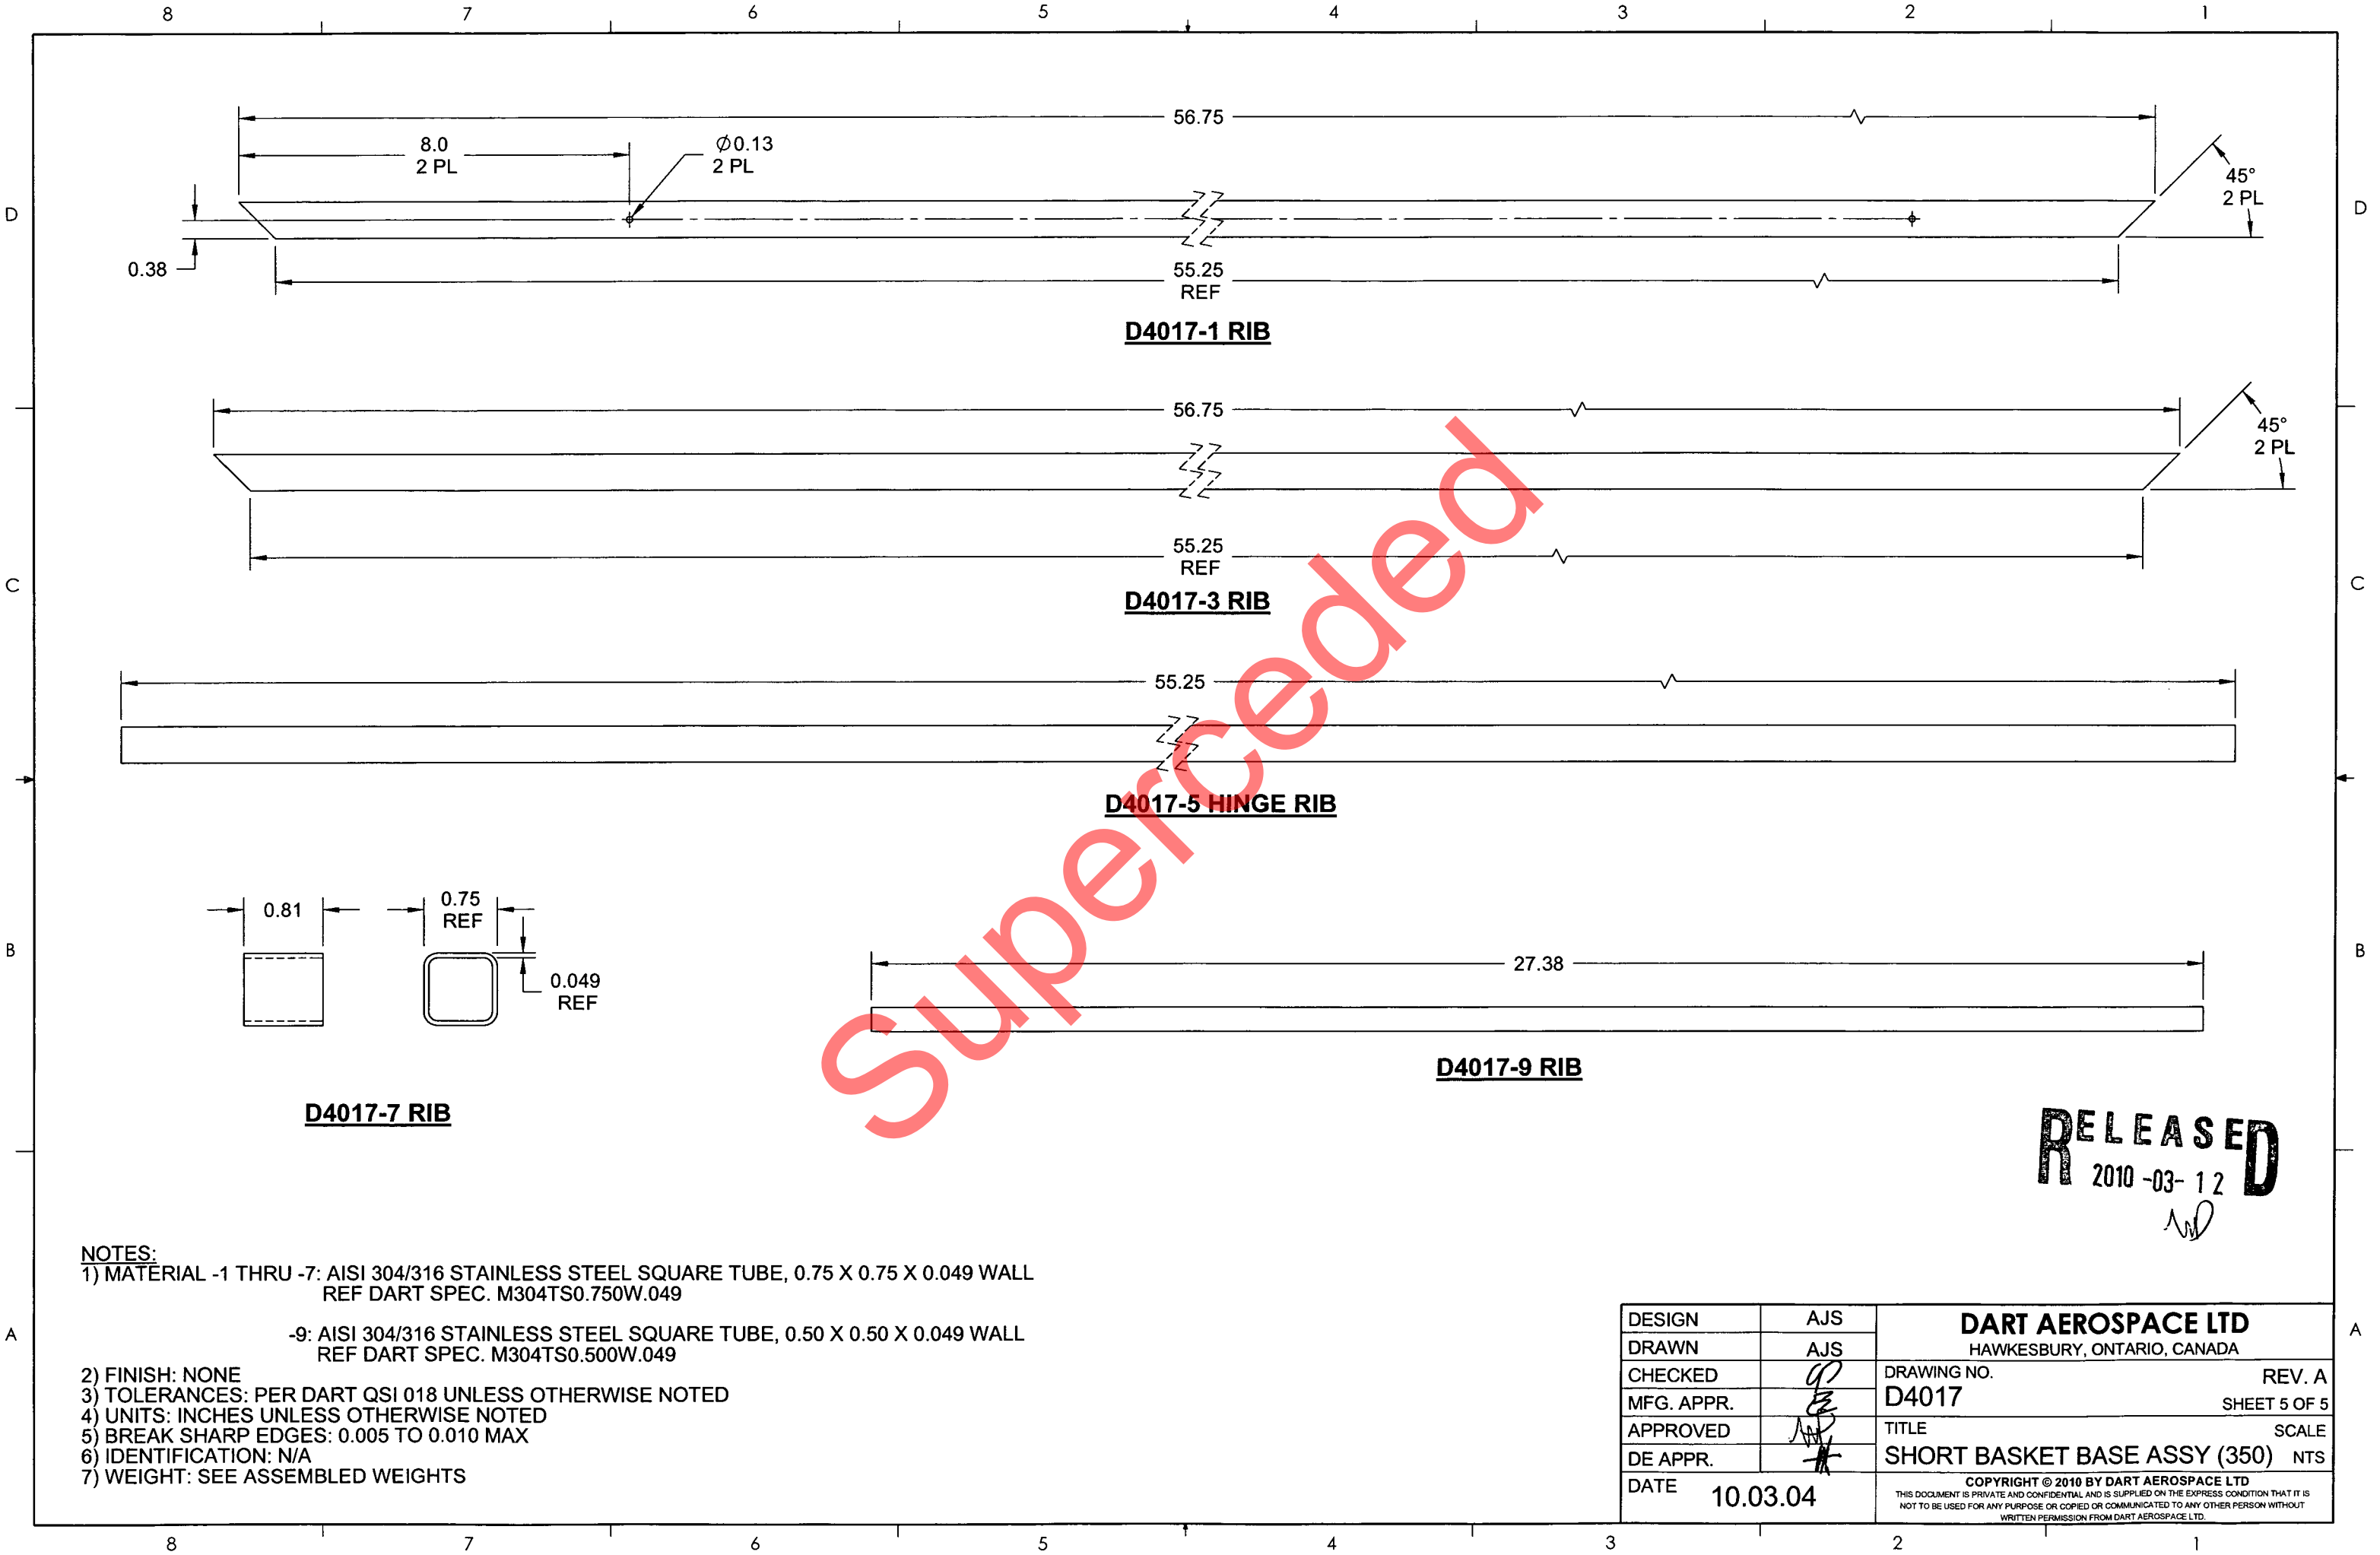 8 7 6 5 4 3 2 1
56.75
8.0
2 PL
Ø0.13
2 PL
45°
2 PL
D D
0.38
55.25
REF
D4017-1 RIB
56.75
45°
2 PL
55.25
REF
C C
D4017-3 RIB
55.25
D4017-5 HINGE RIB
Superceded
0.81
0.75
REF
0.049
REF
B B
27.38
D4017-9 RIB
D4017-7 RIB
RELEASED
2010-03-12
NOTES:
1) MATERIAL -1 THRU -7: AISI 304/316 STAINLESS STEEL SQUARE TUBE, 0.75 X 0.75 X 0.049 WALL
REF DART SPEC. M304TS0.750W.049
-9: AISI 304/316 STAINLESS STEEL SQUARE TUBE, 0.50 X 0.50 X 0.049 WALL
REF DART SPEC. M304TS0.500W.049
2) FINISH: NONE
3) TOLERANCES: PER DART QSI 018 UNLESS OTHERWISE NOTED
4) UNITS: INCHES UNLESS OTHERWISE NOTED
5) BREAK SHARP EDGES: 0.005 TO 0.010 MAX
6) IDENTIFICATION: N/A
7) WEIGHT: SEE ASSEMBLED WEIGHTS
A A
DESIGN AJS
DRAWN AJS
CHECKED
MFG. APPR.
APPROVED
DE APPR.
DATE 10.03.04
DART AEROSPACE LTD
HAWKESBURY, ONTARIO, CANADA
DRAWING NO. REV. A
D4017 SHEET 5 OF 5
TITLE SCALE
SHORT BASKET BASE ASSY (350) NTS
COPYRIGHT © 2010 BY DART AEROSPACE LTD
THIS DOCUMENT IS PRIVATE AND CONFIDENTIAL AND IS SUPPLIED ON THE EXPRESS CONDITION THAT IT IS
NOT TO BE USED FOR ANY PURPOSE OR COPIED OR COMMUNICATED TO ANY OTHER PERSON WITHOUT
WRITTEN PERMISSION FROM DART AEROSPACE LTD.
8 7 6 5 4 3 2 1